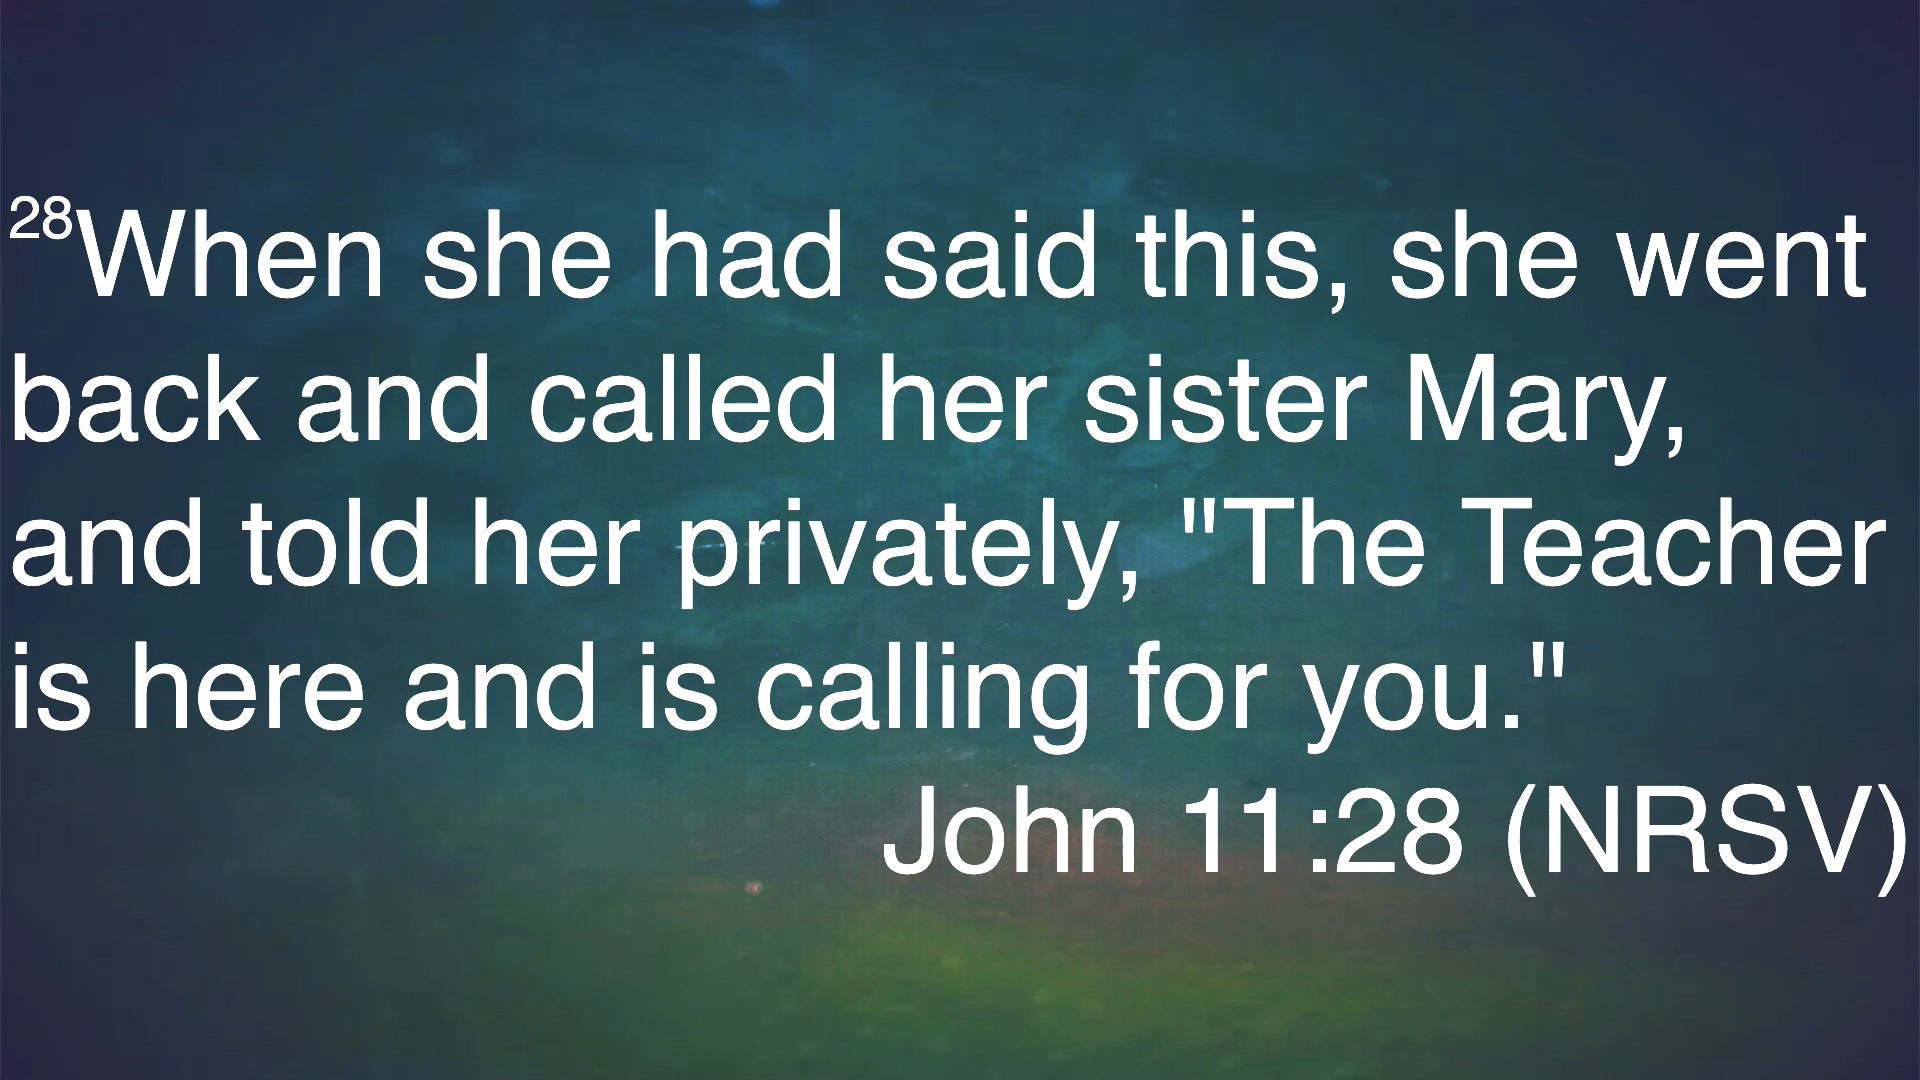 28When she had said this, she went
back and called her sister Mary,
and told her privately, "The Teacher
is here and is calling for you."
John 11:28 (NRSV)